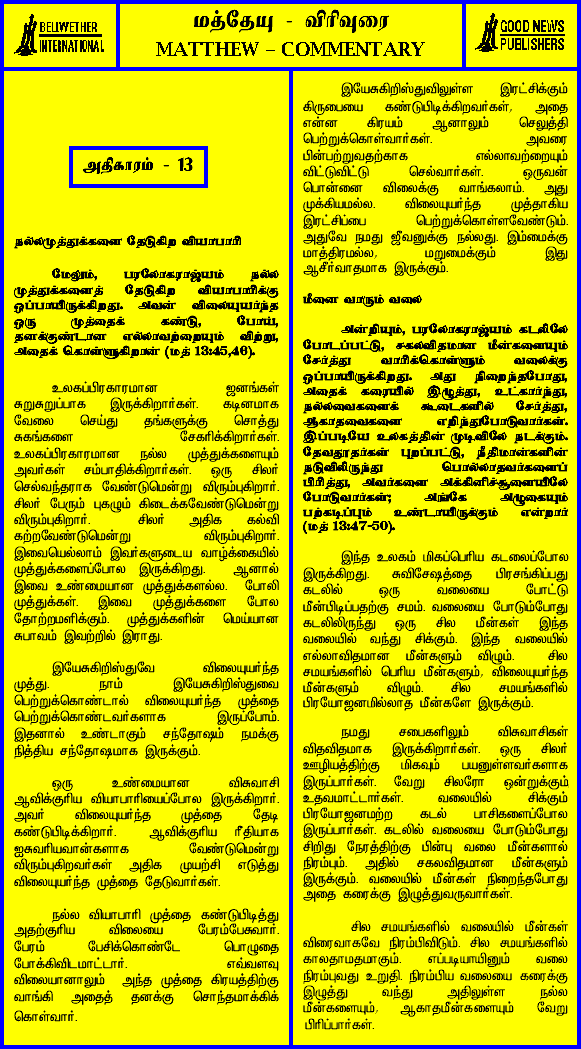 BELLWETHER
INTERNATIONAL
மத்தேயு - விரிவுரை
MATTHEW – COMMENTARY
GOOD NEWS
PUBLISHERS
அதிகாரம் - 13
நல்லமுத்துக்களை தேடுகிற வியாபாரி
மேலும், பரலோகராஜ்யம் நல்ல
முத்துக்களைத் தேடுகிற வியாபாரிக்கு
ஒப்பாயிருக்கிறது. அவன் விலையுயர்ந்த
ஒரு முத்தைக் கண்டு, போய்,
தனக்குண்டான எல்லாவற்றையும் விற்று,
அதைக் கொள்ளுகிறான் (மத் 13:45,46).
உலகப்பிரகாரமான ஜனங்கள்
சுறுசுறுப்பாக இருக்கிறார்கள். கடினமாக
வேலை செய்து தங்களுக்கு சொத்து
சுகங்களை சேகரிக்கிறார்கள்.
உலகப்பிரகாரமான நல்ல முத்துக்களையும்
அவர்கள் சம்பாதிக்கிறார்கள். ஒரு சிலர்
செல்வந்தராக வேண்டுமென்று விரும்புகிறார்.
சிலர் பேரும் புகழும் கிடைக்கவேண்டுமென்று
விரும்புகிறார். சிலர் அதிக கல்வி
கற்றவேண்டுமென்று விரும்புகிறார்.
இவையெல்லாம் இவர்களுடைய வாழ்க்கையில்
முத்துக்களைப்போல இருக்கிறது. ஆனால்
இவை உண்மையான முத்துக்களல்ல. போலி
முத்துக்கள். இவை முத்துக்களை போல
தோற்றமளிக்கும். முத்துக்களின் மெய்யான
சுபாவம் இவற்றில் இராது.
இயேசுகிறிஸ்துவே விலையுயர்ந்த
முத்து. நாம் இயேசுகிறிஸ்துவை
பெற்றுக்கொண்டால் விலையுயர்ந்த முத்தை
பெற்றுக்கொண்டவர்களாக இருப்போம்.
இதனால் உண்டாகும் சந்தோஷம் நமக்கு
நித்திய சந்தோஷமாக இருக்கும்.
ஒரு உண்மையான விசுவாசி
ஆவிக்குரிய வியாபாரியைப்போல இருக்கிறார்.
அவர் விலையுயர்ந்த முத்தை தேடி
கண்டுபிடிக்கிறார். ஆவிக்குரிய ரீதியாக
ஐசுவரியவான்களாக வேண்டுமென்று
விரும்புகிறவர்கள் அதிக முயற்சி எடுத்து
விலையுயர்ந்த முத்தை தேடுவார்கள்.
நல்ல வியாபாரி முத்தை கண்டுபிடித்து
அதற்குரிய விலையை பேரம்பேசுவார்.
பேரம் பேசிக்கொண்டே பொழுதை
போக்கிவிடமாட்டார். எவ்வளவு
விலையானாலும் அந்த முத்தை கிரயத்திற்கு
வாங்கி அதைத் தனக்கு சொந்தமாக்கிக்
கொள்வார்.
இயேசுகிறிஸ்துவிலுள்ள இரட்சிக்கும்
கிருபையை கண்டுபிடிக்கிறவர்கள், அதை
என்ன கிரயம் ஆனாலும் செலுத்தி
பெற்றுக்கொள்வார்கள். அவரை
பின்பற்றுவதற்காக எல்லாவற்றையும்
விட்டுவிட்டு செல்வார்கள். ஒருவன்
பொன்னை விலைக்கு வாங்கலாம். அது
முக்கியமல்ல. விலையுயர்ந்த முத்தாகிய
இரட்சிப்பை பெற்றுக்கொள்ளவேண்டும்.
அதுவே நமது ஜீவனுக்கு நல்லது. இம்மைக்கு
மாத்திரமல்ல, மறுமைக்கும் இது
ஆசீர்வாதமாக இருக்கும்.
மீனை வாரும் வலை
அன்றியும், பரலோகராஜ்யம் கடலிலே
போடப்பட்டு, சகலவிதமான மீன்களையும்
சேர்த்து வாரிக்கொள்ளும் வலைக்கு
ஒப்பாயிருக்கிறது. அது நிறைந்தபோது,
அதைக் கரையில் இழுத்து, உட்கார்ந்து,
நல்லவைகளைக் கூடைகளில் சேர்த்து,
ஆகாதவைகளை எறிந்துபோடுவார்கள்.
இப்படியே உலகத்தின் முடிவிலே நடக்கும்.
தேவதூதர்கள் புறப்பட்டு, நீதிமான்களின்
நடுவிலிருந்து பொல்லாதவர்களைப்
பிரித்து, அவர்களை அக்கினிச்சூளையிலே
போடுவார்கள்; அங்கே அழுகையும்
பற்கடிப்பும் உண்டாயிருக்கும் என்றார்
(மத் 13:47-50).
இந்த உலகம் மிகப்பெரிய கடலைப்போல
இருக்கிறது. சுவிசேஷத்தை பிரசங்கிப்பது
கடலில் ஒரு வலையை போட்டு
மீன்பிடிப்பதற்கு சமம். வலையை போடும்போது
கடலிலிருந்து ஒரு சில மீன்கள் இந்த
வலையில் வந்து சிக்கும். இந்த வலையில்
எல்லாவிதமான மீன்களும் விழும். சில
சமயங்களில் பெரிய மீன்களும், விலையுயர்ந்த
மீன்களும் விழும். சில சமயங்களில்
பிரயோஜனமில்லாத மீன்களே இருக்கும்.
நமது சபைகளிலும் விசுவாசிகள்
விதவிதமாக இருக்கிறார்கள். ஒரு சிலர்
ஊழியத்திற்கு மிகவும் பயனுள்ளவர்களாக
இருப்பார்கள். வேறு சிலரோ ஒன்றுக்கும்
உதவமாட்டார்கள். வலையில் சிக்கும்
பிரயோஜனமற்ற கடல் பாசிகளைப்போல
இருப்பார்கள். கடலில் வலையை போடும்போது
சிறிது நேரத்திற்கு பின்பு வலை மீன்களால்
நிரம்பும். அதில் சகலவிதமான மீன்களும்
இருக்கும். வலையில் மீன்கள் நிறைந்தபோது
அதை கரைக்கு இழுத்துவருவார்கள்.
சில சமயங்களில் வலையில் மீன்கள்
விரைவாகவே நிரம்பிவிடும். சில சமயங்களில்
காலதாமதமாகும். எப்படியாயினும் வலை
நிரம்புவது உறுதி. நிரம்பிய வலையை கரைக்கு
இழுத்து வந்து அதிலுள்ள நல்ல
மீன்களையும், ஆகாதமீன்களையும் வேறு
பிரிப்பார்கள்.